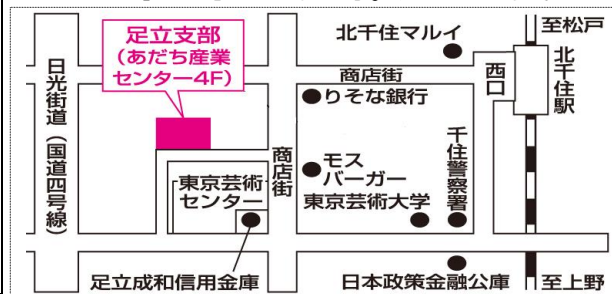 足立支部
(あだち産業
センター4F)
北千住マルイ
至松戸
日光街道(国道四号線)
商店街
西口
北千住駅
りそな銀行
商店街
モス
バーガー
千住警察署
東京芸術
センター
東京芸術大学
足立成和信用金庫
日本政策金融公庫
至上野